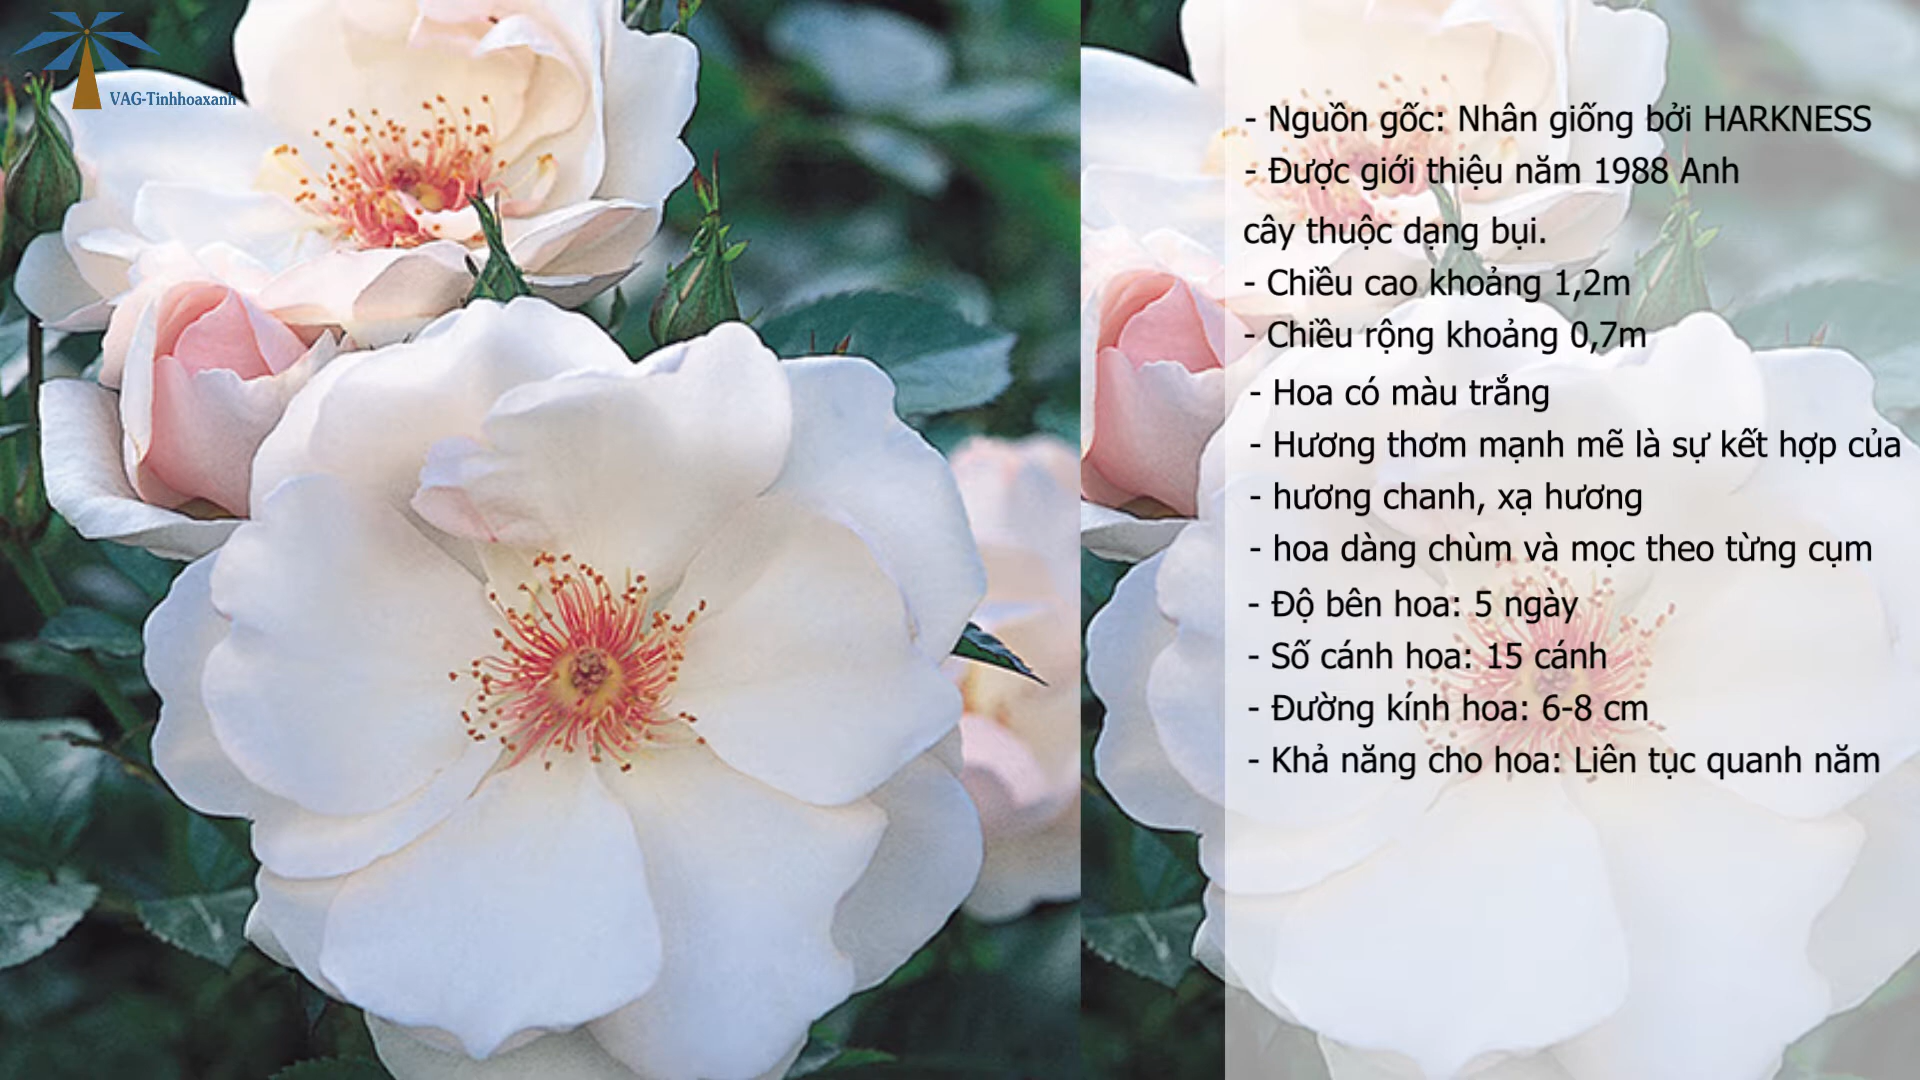 VAG-Tinhhoaxanh
- Nguồn gốc: Nhân giống bởi HARKNESS
- Được giới thiệu năm 1988 Anh
cây thuộc dạng bụi.
- Chiều cao khoảng 1,2m
- Chiều rộng khoảng 0,7m
- Hoa có màu trắng
- Hương thơm mạnh mẽ là sự kết hợp của
- hương chanh, xạ hương
- hoa dàng chùm và mọc theo từng cụm
- Độ bên hoa: 5 ngày
- Số cánh hoa: 15 cánh
- Đường kính hoa: 6-8 cm
- Khả năng cho hoa: Liên tục quanh năm